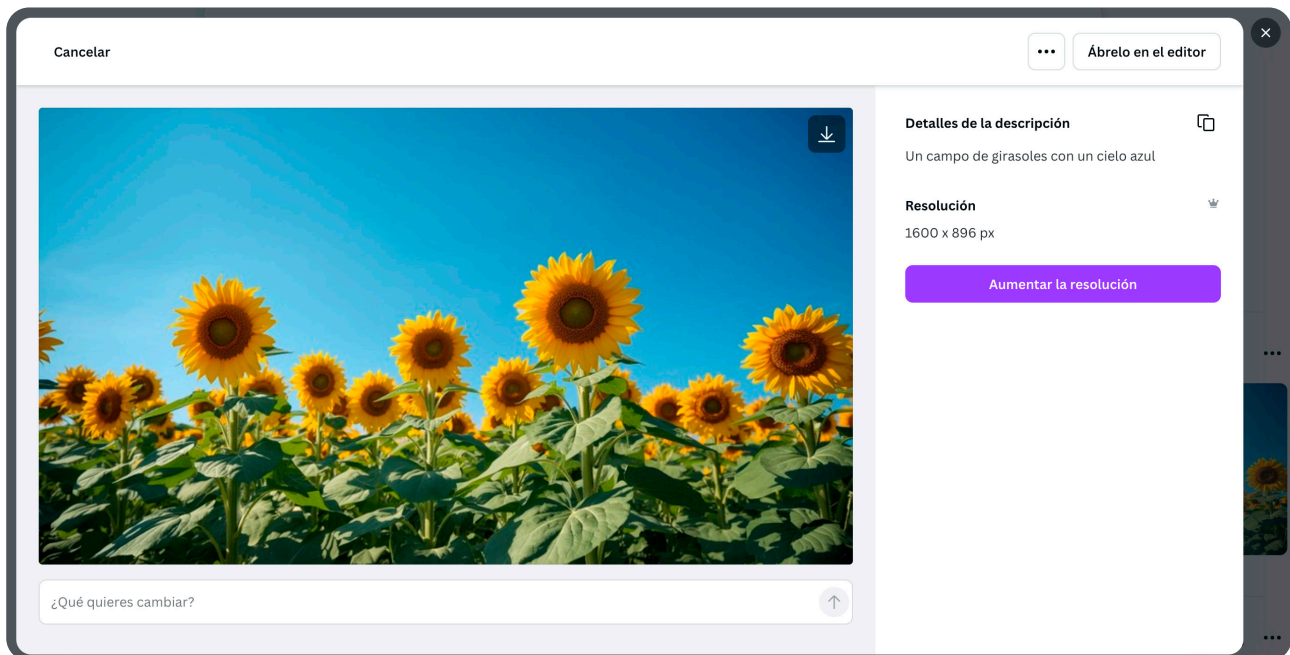 Cancelar
Ábrelo en el editor
Detalles de la descripción
Un campo de girasoles con un cielo azul
Resolución
1600 x 896 px
Aumentar la resolución
¿Qué quieres cambiar?